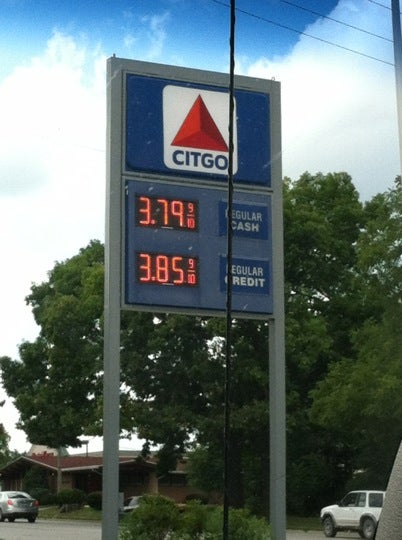 CITGO
3.79 9/10
REGULAR
CASH
3.85 9/10
REGULAR
CREDIT